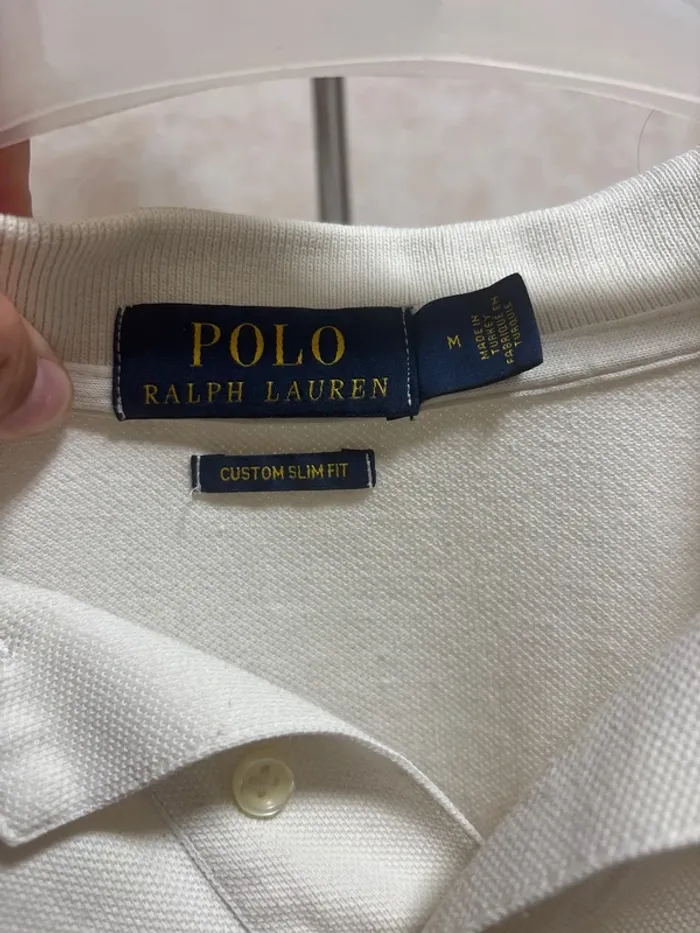 POLO
RALPH LAUREN
M
MADE IN
TURKEY
FABRIQUÉ EN
TURQUIE
CUSTOM SLIM FIT